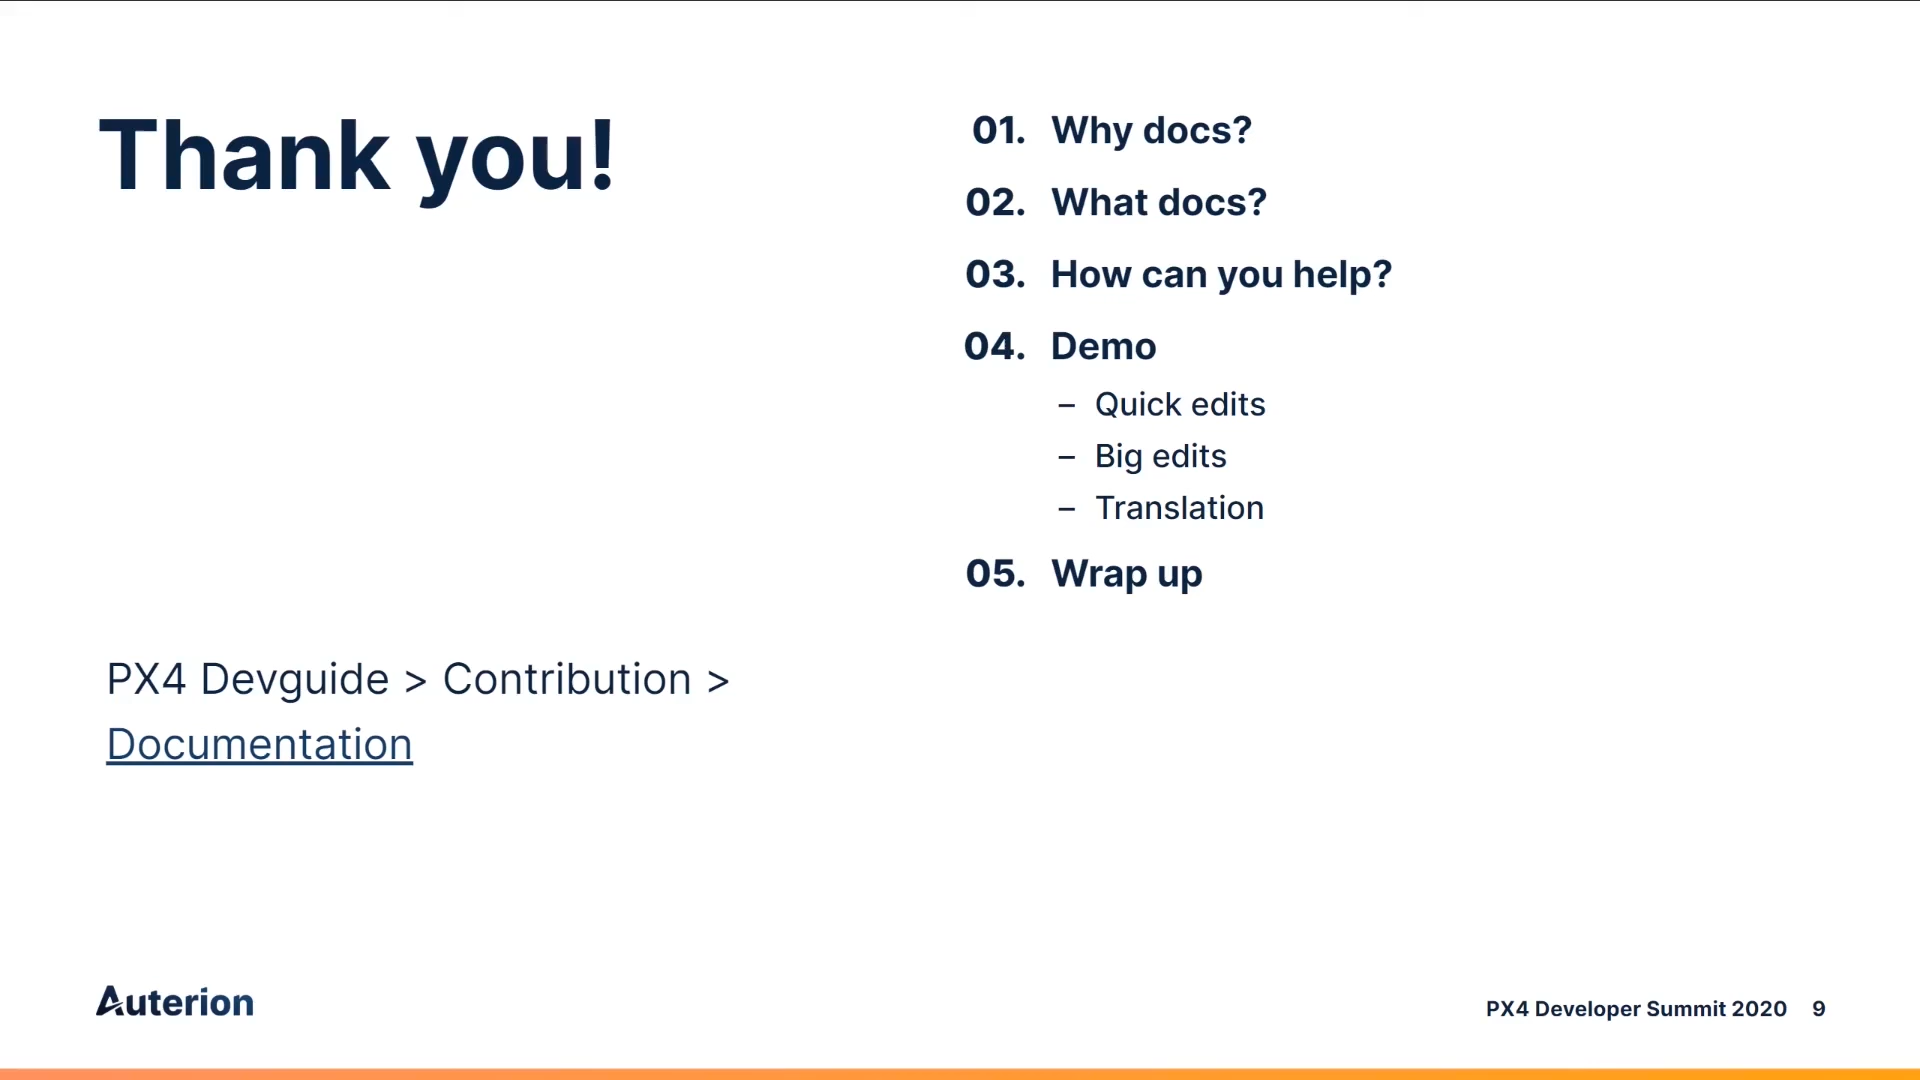 Thank you!
01. Why docs?
02. What docs?
03. How can you help?
04. Demo
– Quick edits
– Big edits
– Translation
05. Wrap up
PX4 Devguide > Contribution >
Documentation
Auterion
PX4 Developer Summit 2020 9